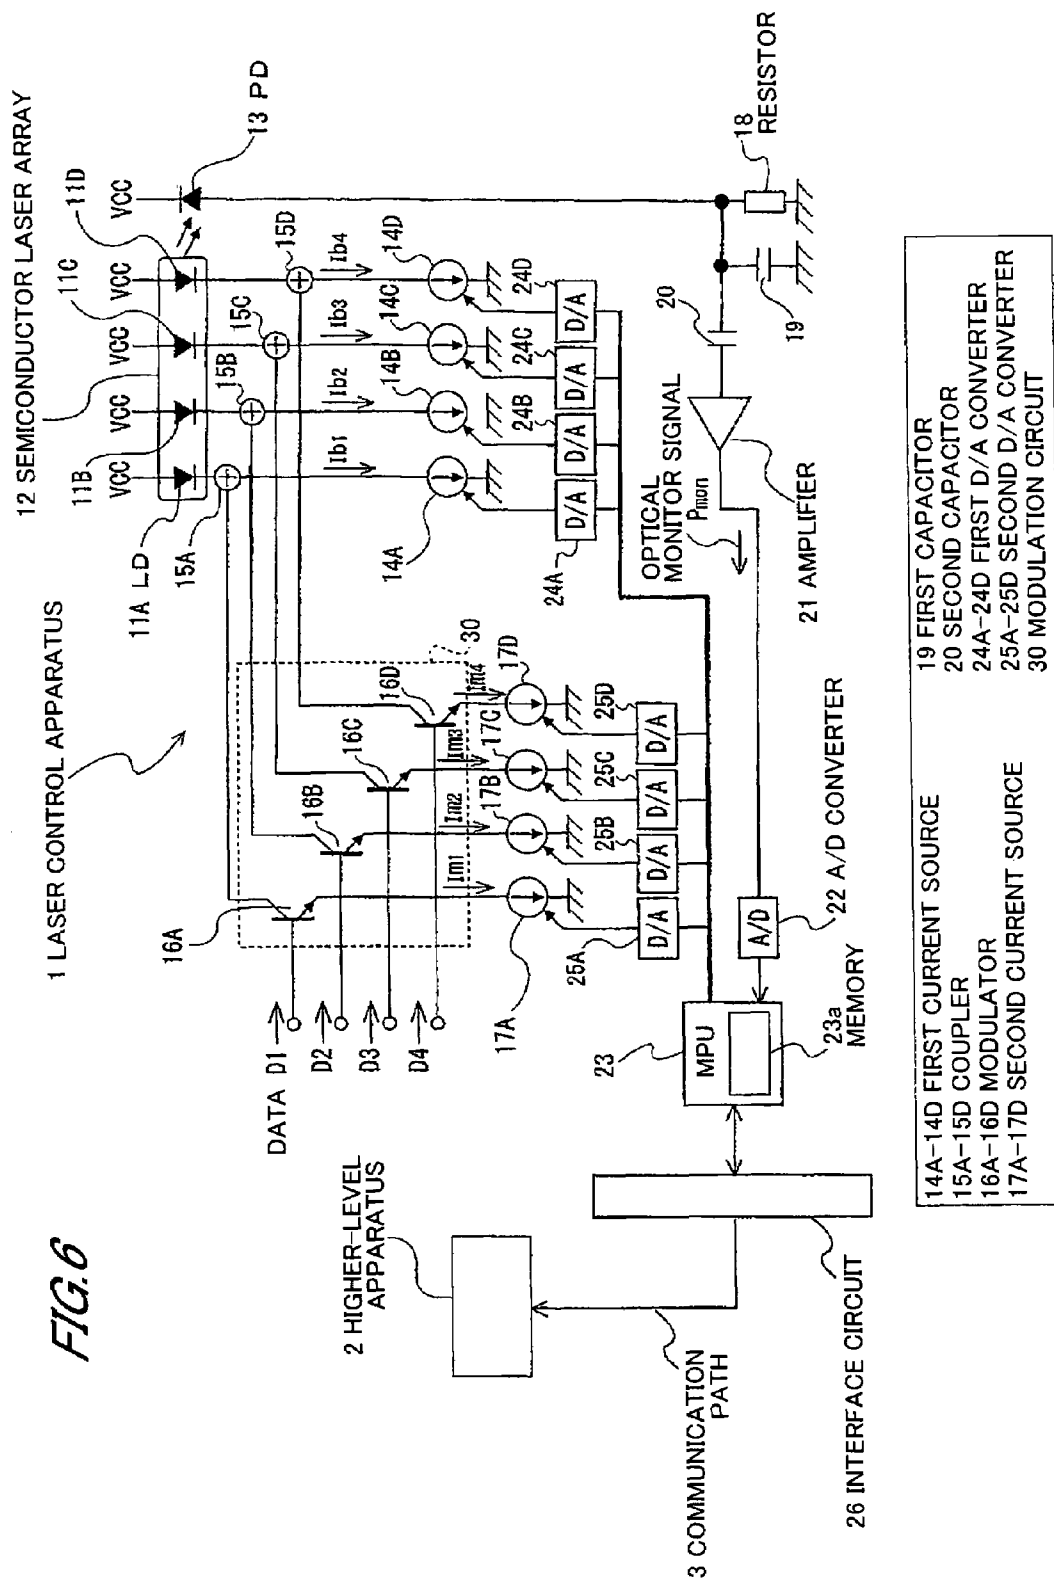 FIG.6
1 LASER CONTROL APPARATUS
12 SEMICONDUCTOR LASER ARRAY
VCC
VCC
VCC
VCC
VCC
11A LD
11B
11C
11D
13 PD
15A
15B
15C
15D
Ib1
Ib2
Ib3
Ib4
14A
14B
14C
14D
24A
24B
24C
24D
D/A
D/A
D/A
D/A
16A
16B
16C
16D
30
Im1
Im2
Im3
Im4
17A
17B
17C
17D
25A
25B
25C
25D
D/A
D/A
D/A
D/A
DATA D1
D2
D3
D4
OPTICAL
MONITOR SIGNAL
Pmon
20
19
18
RESISTOR
21 AMPLIFIER
22 A/D CONVERTER
A/D
23
MPU
23a
MEMORY
2 HIGHER-LEVEL
APPARATUS
3 COMMUNICATION
PATH
26 INTERFACE CIRCUIT
14A-14D FIRST CURRENT SOURCE
15A-15D COUPLER
16A-16D MODULATOR
17A-17D SECOND CURRENT SOURCE
19 FIRST CAPACITOR
20 SECOND CAPACITOR
24A-24D FIRST D/A CONVERTER
25A-25D SECOND D/A CONVERTER
30 MODULATION CIRCUIT